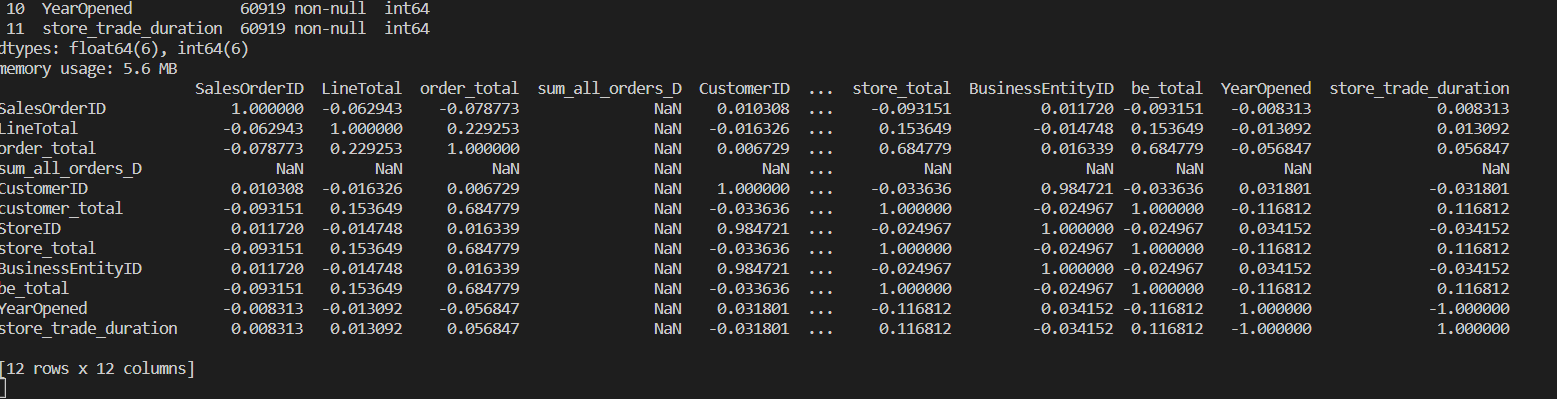 10 YearOpened 60919 non-null int64
11 store_trade_duration 60919 non-null int64
dtypes: float64(6), int64(6)
memory usage: 5.6 MB
SalesOrderID LineTotal order_total sum_all_orders_D CustomerID ... store_total BusinessEntityID be_total YearOpened store_trade_duration
SalesOrderID 1.000000 -0.062943 -0.078773 NaN 0.010308 ... -0.093151 0.011720 -0.093151 -0.008313 0.008313
LineTotal -0.062943 1.000000 0.229253 NaN -0.016326 ... 0.153649 -0.014748 0.153649 -0.013092 0.013092
order_total -0.078773 0.229253 1.000000 NaN 0.006729 ... 0.684779 0.016339 0.684779 -0.056847 0.056847
sum_all_orders_D NaN NaN NaN NaN NaN ... NaN NaN NaN NaN NaN
CustomerID 0.010308 -0.016326 0.006729 NaN 1.000000 ... -0.033636 0.984721 -0.033636 0.031801 -0.031801
customer_total -0.093151 0.153649 0.684779 NaN -0.033636 ... 1.000000 -0.024967 1.000000 -0.116812 0.116812
StoreID 0.011720 -0.014748 0.016339 NaN 0.984721 ... -0.024967 1.000000 -0.024967 0.034152 -0.034152
store_total -0.093151 0.153649 0.684779 NaN -0.033636 ... 1.000000 -0.024967 1.000000 -0.116812 0.116812
BusinessEntityID 0.011720 -0.014748 0.016339 NaN 0.984721 ... -0.024967 1.000000 -0.024967 0.034152 -0.034152
be_total -0.093151 0.153649 0.684779 NaN -0.033636 ... 1.000000 -0.024967 1.000000 -0.116812 0.116812
YearOpened -0.008313 -0.013092 -0.056847 NaN 0.031801 ... -0.116812 0.034152 -0.116812 1.000000 -1.000000
store_trade_duration 0.008313 0.013092 0.056847 NaN -0.031801 ... 0.116812 -0.034152 0.116812 -1.000000 1.000000
[12 rows x 12 columns]